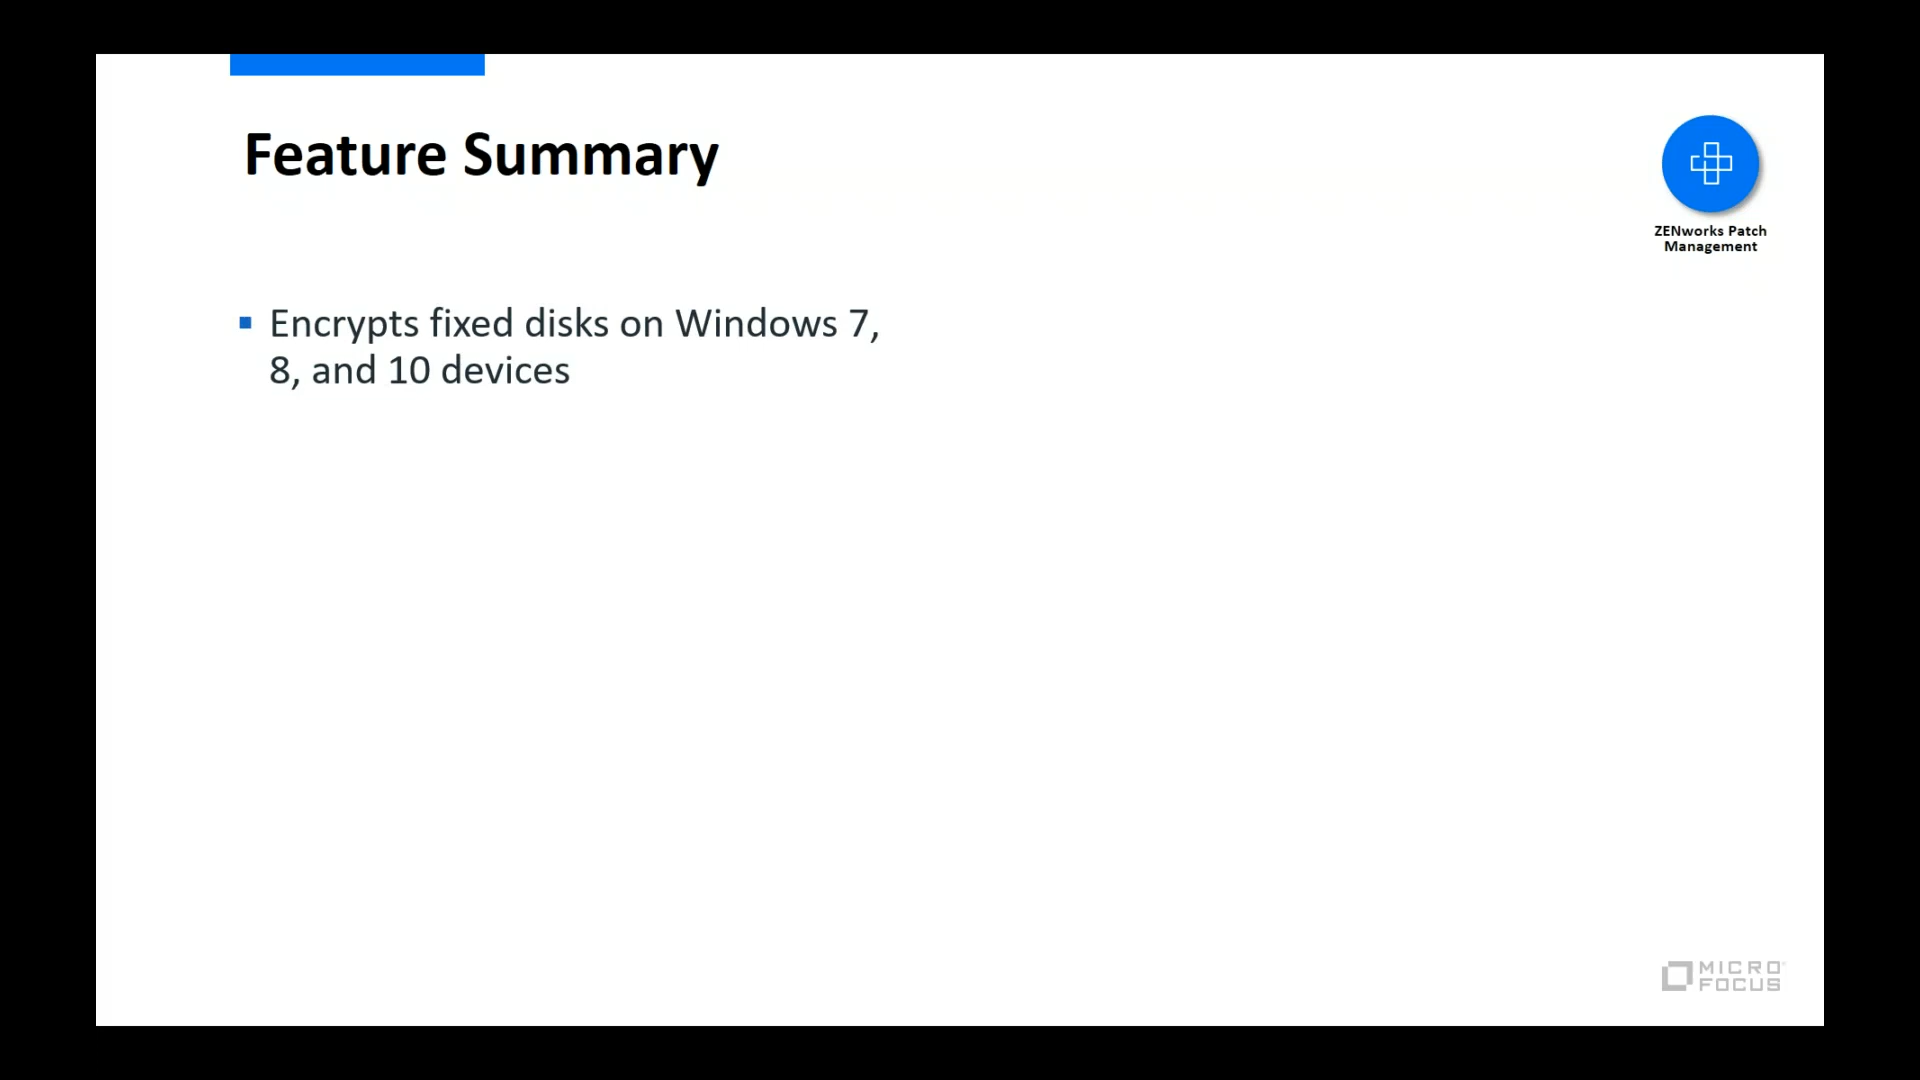 Feature Summary
ZENworks Patch
Management
▪ Encrypts fixed disks on Windows 7,
8, and 10 devices
MICRO
FOCUS